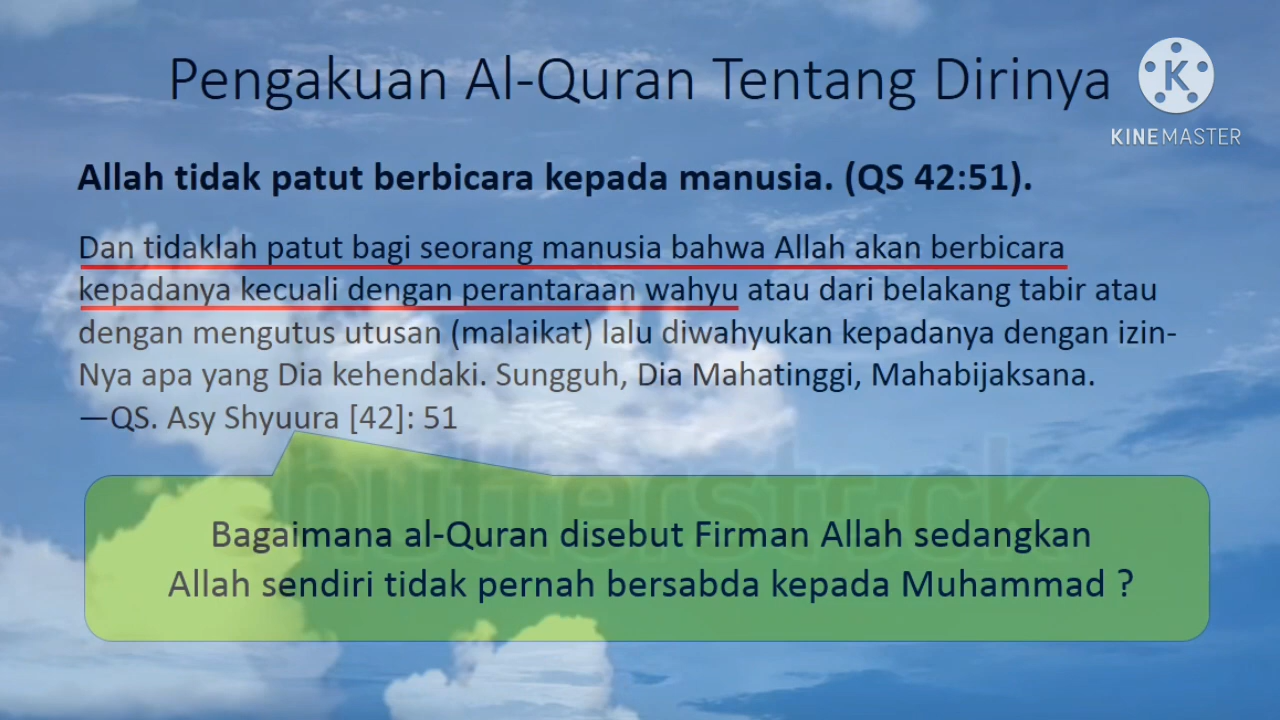 Pengakuan Al-Quran Tentang Dirinya
K
KINEMASTER
Allah tidak patut berbicara kepada manusia. (QS 42:51).
Dan tidaklah patut bagi seorang manusia bahwa Allah akan berbicara
kepadanya kecuali dengan perantaraan wahyu atau dari belakang tabir atau
dengan mengutus utusan (malaikat) lalu diwahyukan kepadanya dengan izin-
Nya apa yang Dia kehendaki. Sungguh, Dia Mahatinggi, Mahabijaksana.
—QS. Asy Shyuura [42]: 51
shutterstock
Bagaimana al-Quran disebut Firman Allah sedangkan
Allah sendiri tidak pernah bersabda kepada Muhammad ?